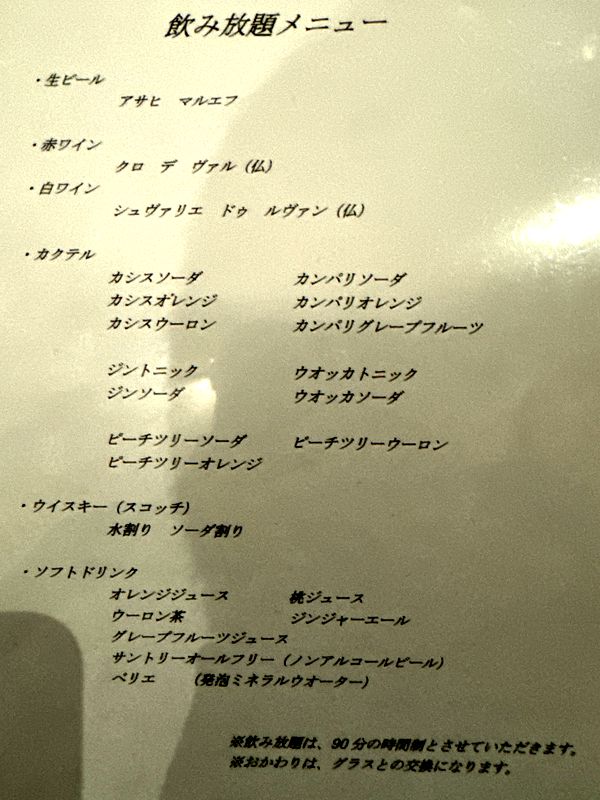 飲み放題メニュー
・生ビール
アサヒ マルエフ
・赤ワイン
クロ デ ヴァル（仏）
・白ワイン
シュヴァリエ ドゥ ルヴァン（仏）
・カクテル
カシスソーダ カンパリソーダ
カシスオレンジ カンパリオレンジ
カシスウーロン カンパリグレープフルーツ
ジントニック ウオッカトニック
ジンソーダ ウオッカソーダ
ピーチツリーソーダ ピーチツリーウーロン
ピーチツリーオレンジ
・ウイスキー（スコッチ）
水割り ソーダ割り
・ソフトドリンク
オレンジジュース 桃ジュース
ウーロン茶 ジンジャーエール
グレープフルーツジュース
サントリーオールフリー（ノンアルコールビール）
ペリエ （発泡ミネラルウオーター）
※飲み放題は、90分の時間制とさせていただきます。
※おかわりは、グラスとの交換になります。